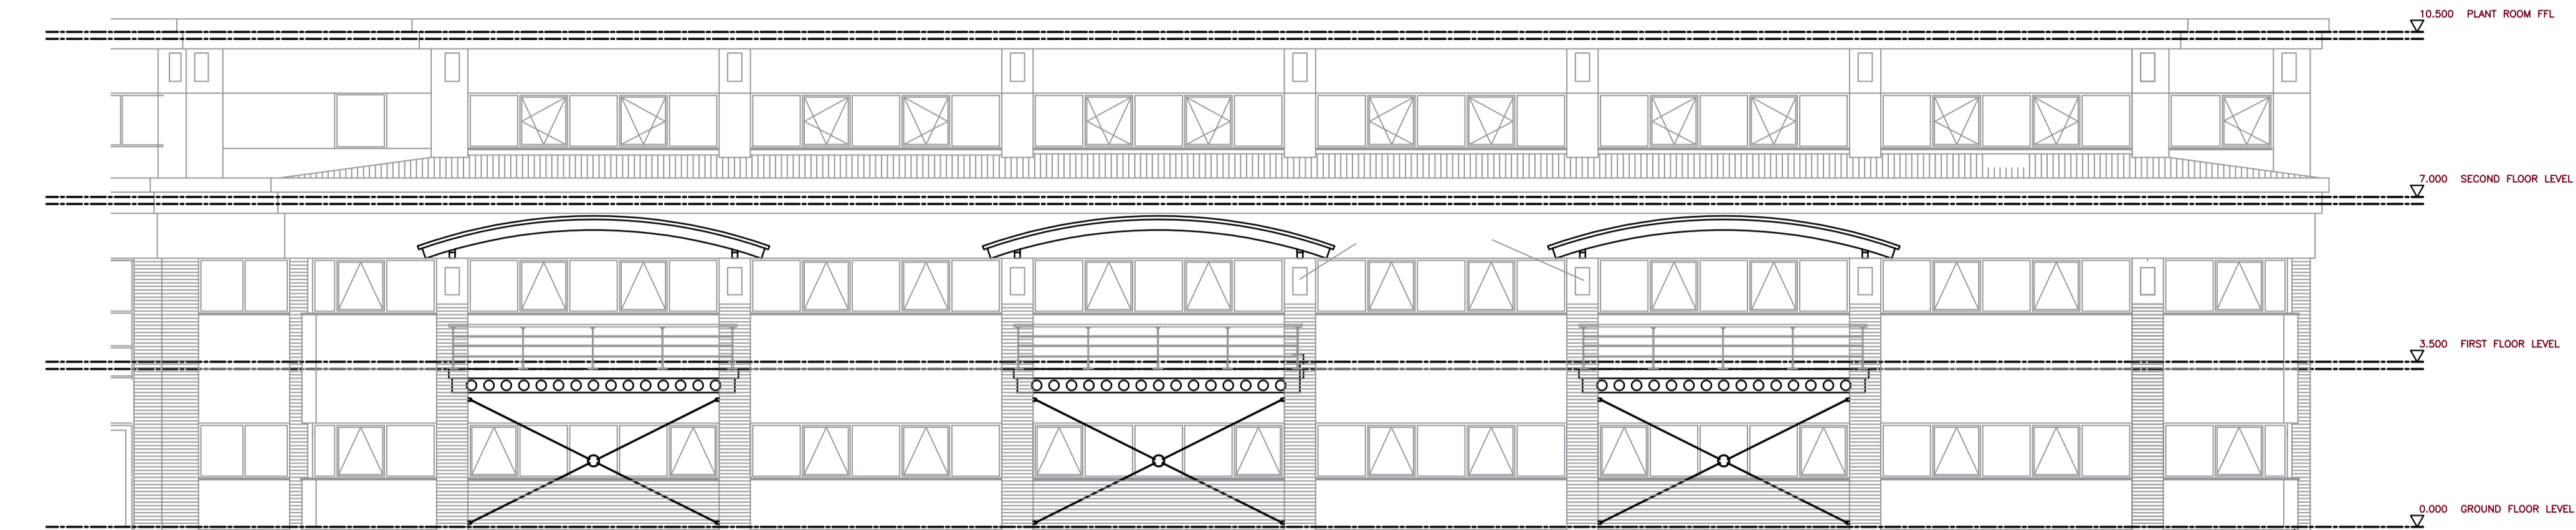 10.500 PLANT ROOM FFL
7.000 SECOND FLOOR LEVEL
3.500 FIRST FLOOR LEVEL
0.000 GROUND FLOOR LEVEL